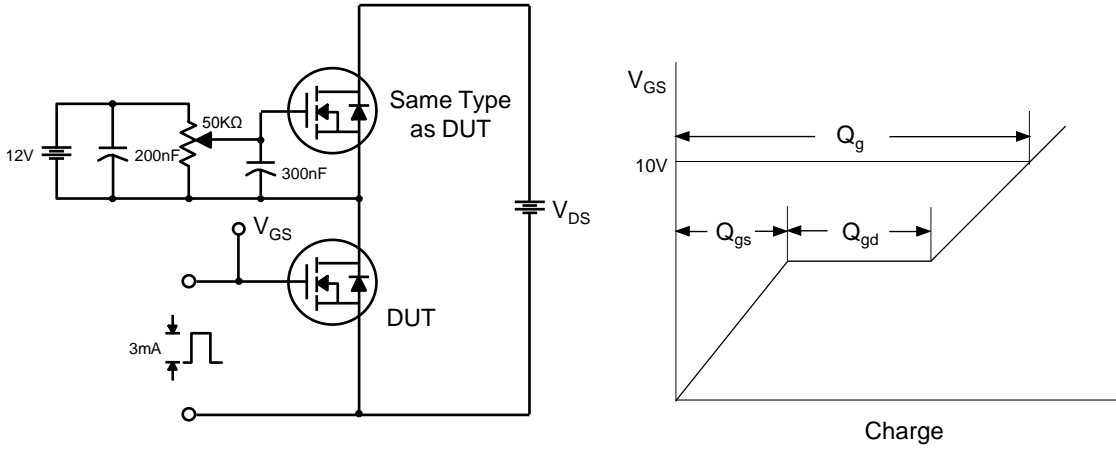 12V
200nF
50KΩ
300nF
Same Type
as DUT
V_GS
DUT
3mA
V_DS
V_GS
10V
Q_g
Q_gs
Q_gd
Charge